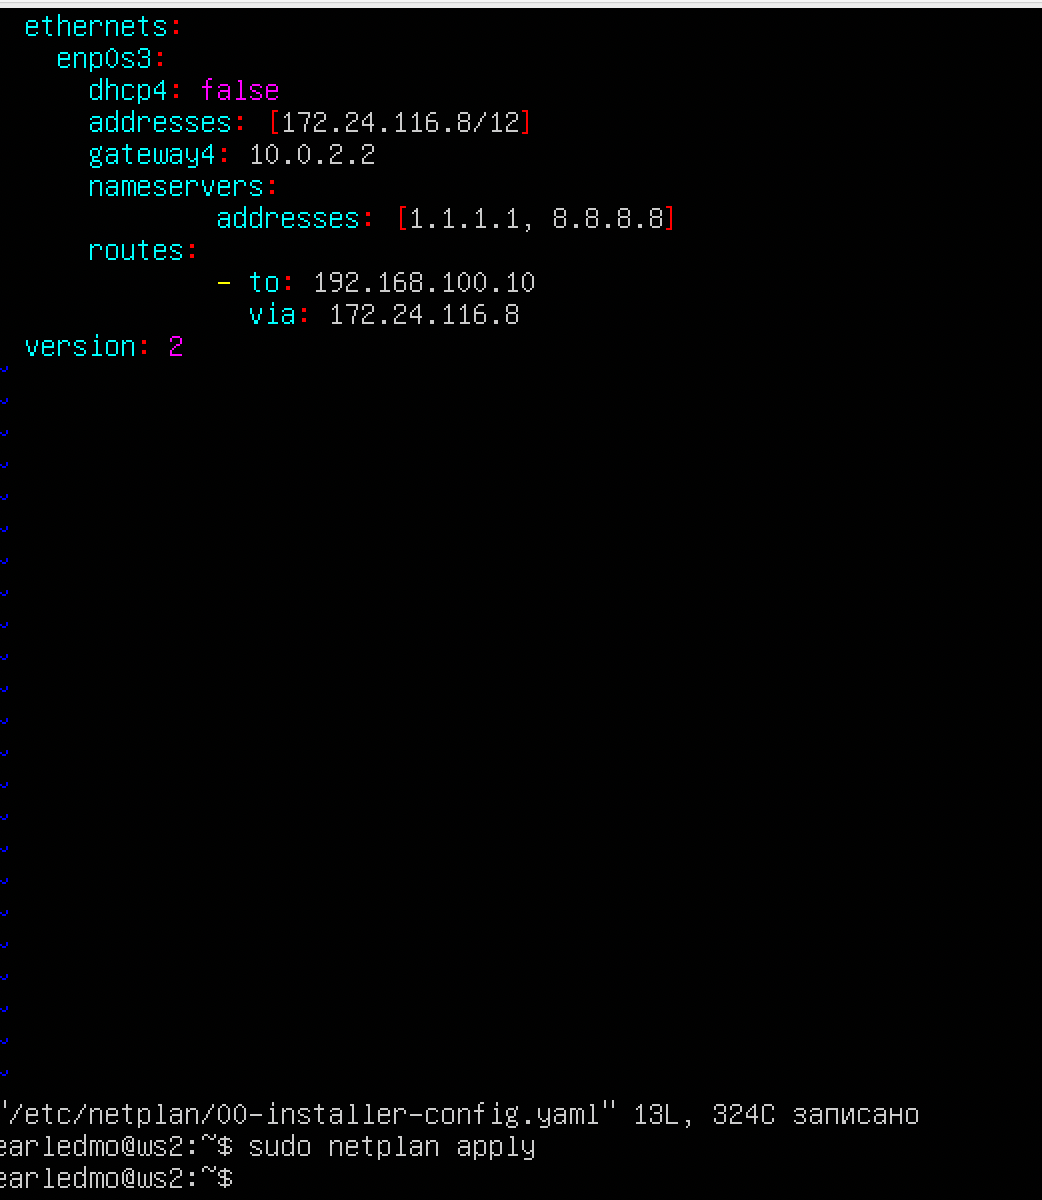 ethernets:
enp0s3:
dhcp4: false
addresses: [172.24.116.8/12]
gateway4: 10.0.2.2
nameservers:
addresses: [1.1.1.1, 8.8.8.8]
routes:
- to: 192.168.100.10
via: 172.24.116.8
version: 2
"/etc/netplan/00-installer-config.yaml" 13L, 324C записано
earledmo@ws2:~$ sudo netplan apply
earledmo@ws2:~$